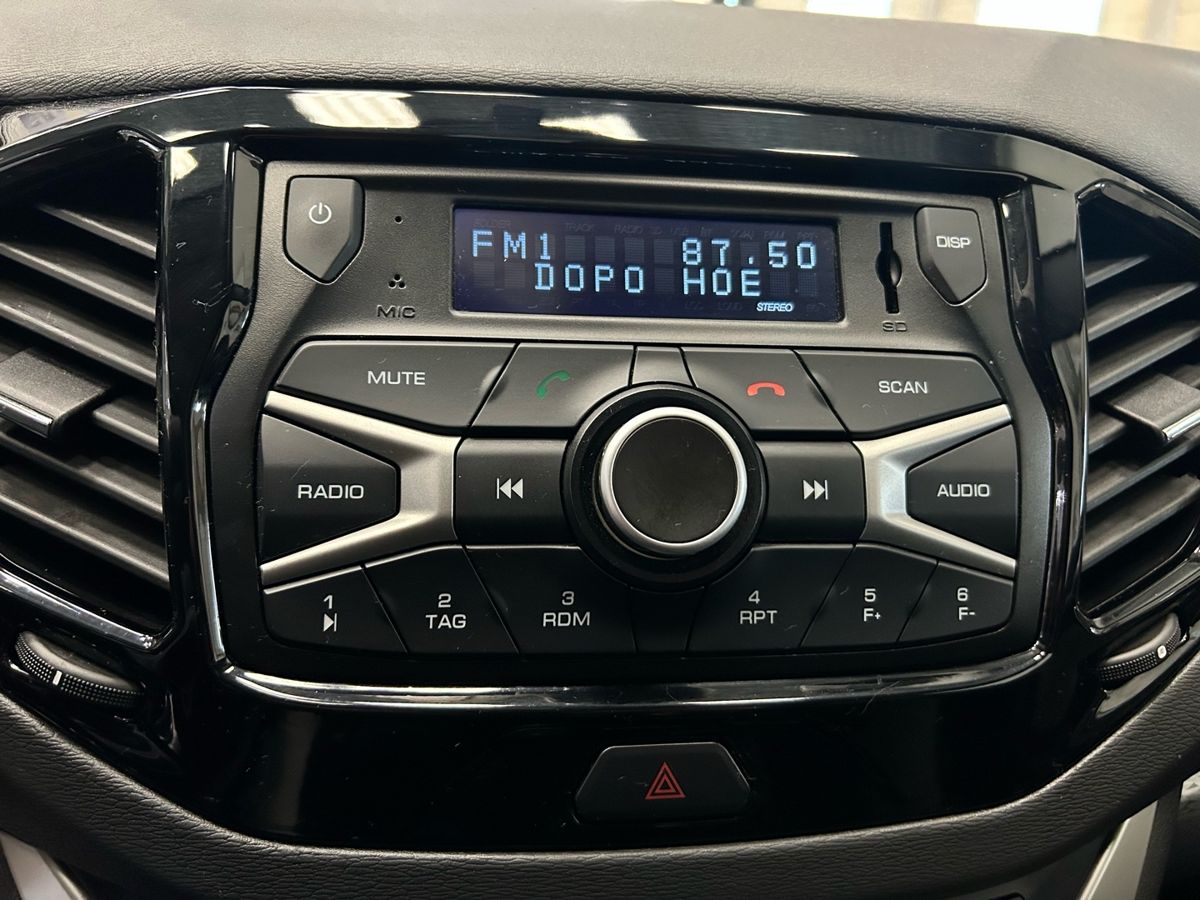 FM1 87.50
DOPO HOE
STEREO
DISP
MIC
SD
MUTE
SCAN
RADIO
AUDIO
1
2
TAG
3
RDM
4
RPT
5
F+
6
F-